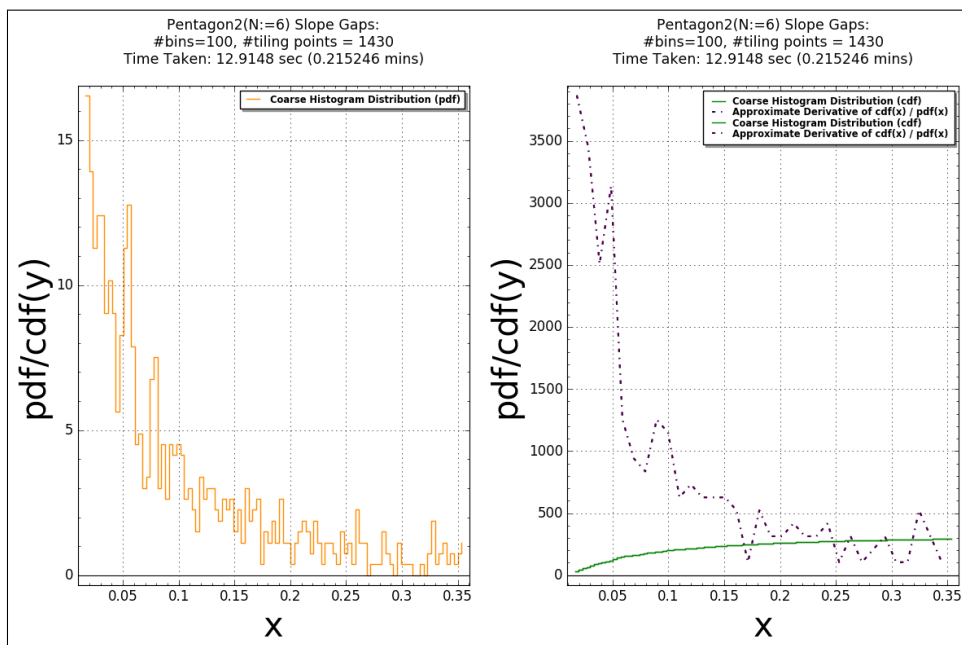 Pentagon2(N:=6) Slope Gaps:
#bins=100, #tiling points = 1430
Time Taken: 12.9148 sec (0.215246 mins)
Coarse Histogram Distribution (pdf)
15
10
5
0
0.05 0.1 0.15 0.2 0.25 0.3 0.35
pdf/cdf(y)
x
Pentagon2(N:=6) Slope Gaps:
#bins=100, #tiling points = 1430
Time Taken: 12.9148 sec (0.215246 mins)
Coarse Histogram Distribution (cdf)
Approximate Derivative of cdf(x) / pdf(x)
Coarse Histogram Distribution (cdf)
Approximate Derivative of cdf(x) / pdf(x)
3500
3000
2500
2000
1500
1000
500
0
0.05 0.1 0.15 0.2 0.25 0.3 0.35
pdf/cdf(y)
x